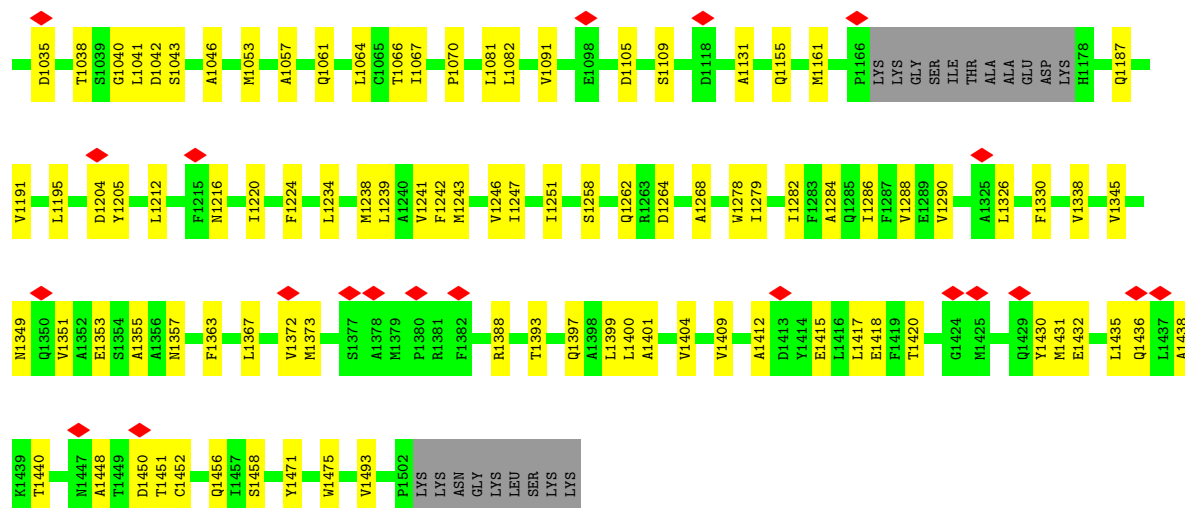 D1035 T1038 S1039 G1040 L1041 D1042 S1043 A1046 M1053 A1057 Q1061 L1064 C1065 T1066 I1067 P1070 L1081 L1082 V1091 E1098 D1105 S1109 D1118 A1131 Q1155 M1161 P1166 LYS LYS GLY SER ILE THR ALA ALA GLU ASP LYS H1178 Q1187
V1191 L1195 D1204 Y1205 L1212 F1215 N1216 I1220 F1224 L1234 M1238 L1239 A1240 V1241 F1242 M1243 V1246 I1247 I1251 S1258 Q1262 R1263 D1264 A1268 W1278 I1279 I1282 F1283 A1284 Q1285 I1286 F1287 V1288 E1289 V1290 A1325 L1326 F1330 V1338 V1345
N1349 Q1350 V1351 A1352 E1353 S1354 A1355 A1356 N1357 F1363 L1367 V1372 M1373 S1377 A1378 M1379 P1380 R1381 F1382 R1388 T1393 Q1397 A1398 L1399 L1400 A1401 V1404 V1409 A1412 D1413 Y1414 E1415 L1416 L1417 E1418 F1419 T1420 G1424 M1425 Q1429 Y1430 M1431 E1432 L1435 Q1436 L1437 A1438
K1439 T1440 N1447 A1448 T1449 D1450 T1451 C1452 Q1456 I1457 S1458 Y1471 W1475 V1493 P1502 LYS LYS ASN GLY LYS LEU SER LYS LYS